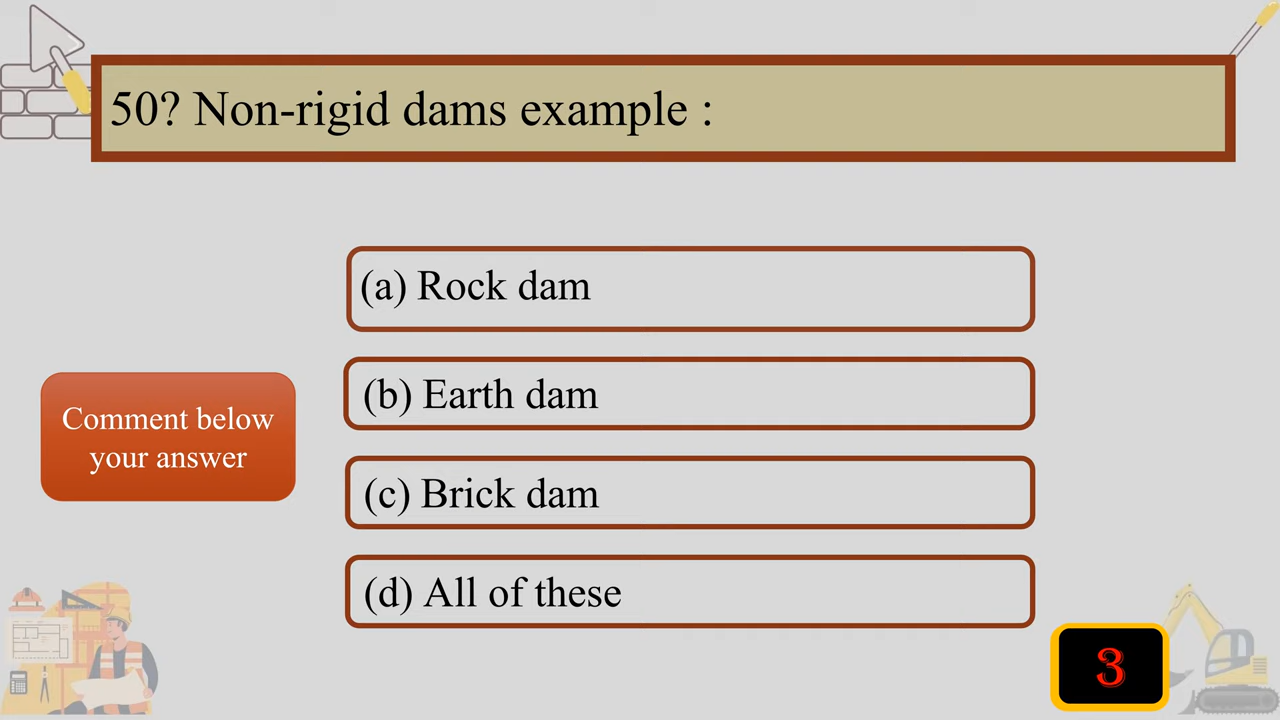 50? Non-rigid dams example :
(a) Rock dam
(b) Earth dam
Comment below
your answer
(c) Brick dam
(d) All of these
3